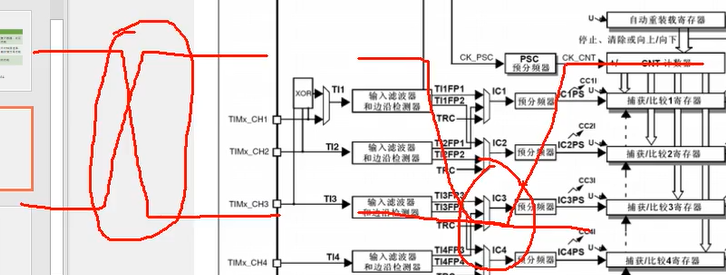 U
自动重装载寄存器
停止、清除或向上/向下
CK_PSC
PSC
预分频器
CK_CNT
CNT 计数器
XOR
TI1
输入滤波器
和边沿检测器
TI1FP1
TI1FP2
TRC
IC1
预分频器
IC1PS
CC1I
U
捕获/比较1寄存器
TIMx_CH1
TIMx_CH2
TI2
输入滤波器
和边沿检测器
TI2FP1
TI2FP2
TRC
IC2
预分频器
IC2PS
CC2I
U
捕获/比较2寄存器
TIMx_CH3
TI3
输入滤波器
和边沿检测器
TI3FP3
TRC
IC3
预分频器
IC3PS
CC3I
U
捕获/比较3寄存器
TIMx_CH4
TI4
输入滤波器
和边沿检测器
TI4FP3
TI4FP4
TRC
IC4
预分频器
IC4PS
CC4I
U
捕获/比较4寄存器